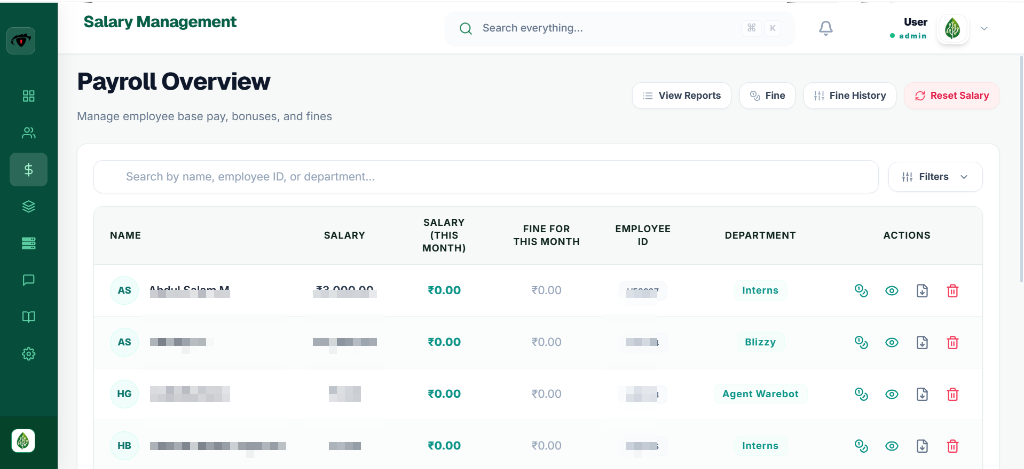 Salary Management
Search everything...
⌘ K
User
admin
Payroll Overview
Manage employee base pay, bonuses, and fines
View Reports
Fine
Fine History
Reset Salary
Search by name, employee ID, or department...
Filters
NAME
SALARY
SALARY
(THIS
MONTH)
FINE FOR
THIS MONTH
EMPLOYEE
ID
DEPARTMENT
ACTIONS
AS ₹0.00 ₹0.00 Interns
AS ₹0.00 ₹0.00 Blizzy
HG ₹0.00 ₹0.00 Agent Warebot
HB ₹0.00 ₹0.00 Interns